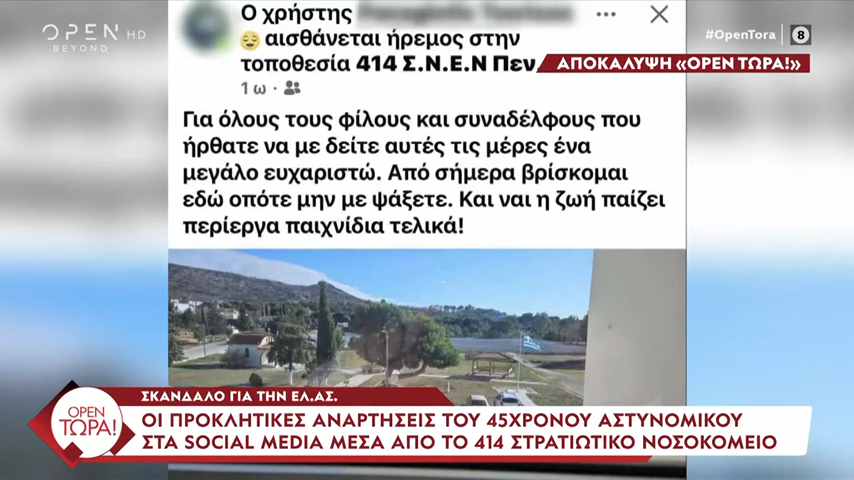 OPEN HD
BEYOND
#OpenTora
8
Ο χρήστης
αισθάνεται ήρεμος στην
τοποθεσία 414 Σ.Ν.Ε.Ν Πεν
ΑΠΟΚΑΛΥΨΗ «OPEN ΤΩΡΑ!»
1 ω ·
Για όλους τους φίλους και συναδέλφους που
ήρθατε να με δείτε αυτές τις μέρες ένα
μεγάλο ευχαριστώ. Από σήμερα βρίσκομαι
εδώ οπότε μην με ψάξετε. Και ναι η ζωή παίζει
περίεργα παιχνίδια τελικά!
ΣΚΑΝΔΑΛΟ ΓΙΑ ΤΗΝ ΕΛ.ΑΣ.
OPEN
ΤΩΡΑ!
ΟΙ ΠΡΟΚΛΗΤΙΚΕΣ ΑΝΑΡΤΗΣΕΙΣ ΤΟΥ 45ΧΡΟΝΟΥ ΑΣΤΥΝΟΜΙΚΟΥ
ΣΤΑ SOCIAL MEDIA ΜΕΣΑ ΑΠΟ ΤΟ 414 ΣΤΡΑΤΙΩΤΙΚΟ ΝΟΣΟΚΟΜΕΙΟ